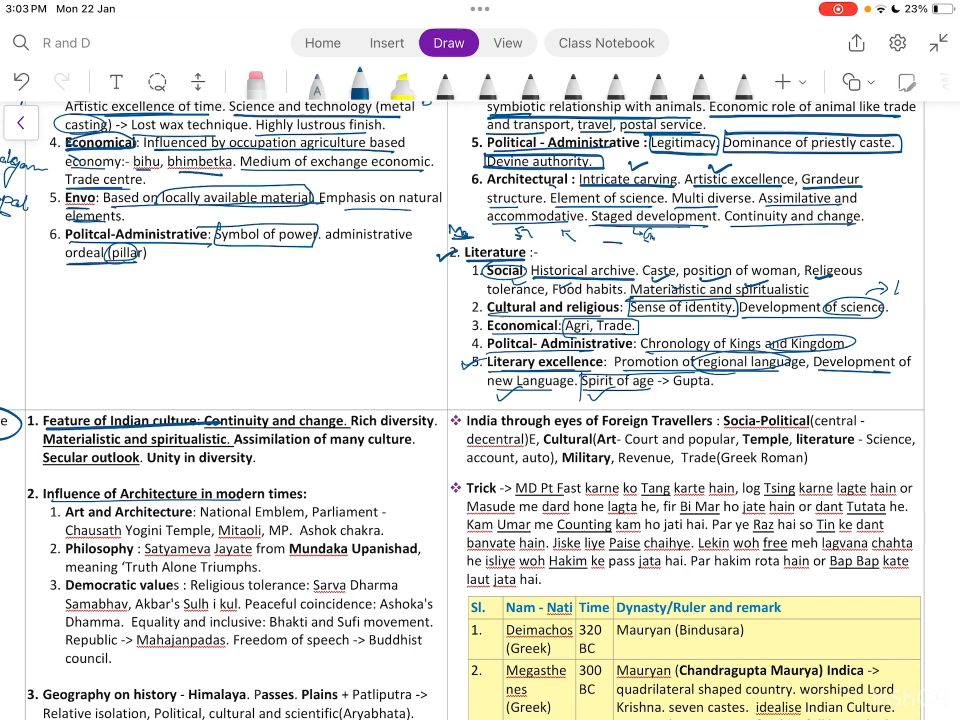 3:03 PM Mon 22 Jan
23%
R and D
Home Insert Draw View Class Notebook
Artistic excellence of time. Science and technology (metal
casting) -> Lost wax technique. Highly lustrous finish.
4. Economical: Influenced by occupation agriculture based
economy:- bihu, bhimbetka. Medium of exchange economic.
Trade centre.
5. Envo: Based on locally available material. Emphasis on natural
elements.
6. Politcal-Administrative: Symbol of power. administrative
ordeal (pillar)
symbiotic relationship with animals. Economic role of animal like trade
and transport, travel, postal service.
5. Political - Administrative : Legitimacy, Dominance of priestly caste.
Devine authority.
6. Architectural : Intricate carving. Artistic excellence, Grandeur
structure. Element of science. Multi diverse. Assimilative and
accommodative. Staged development. Continuity and change.
2. Literature :-
1. Social: Historical archive. Caste, position of woman, Religeous
tolerance, Food habits. Materialistic and spiritualistic
2. Cultural and religious: Sense of identity. Development of science.
3. Economical: Agri, Trade.
4. Politcal- Administrative: Chronology of Kings and Kingdom
5. Literary excellence: Promotion of regional language, Development of
new Language. Spirit of age -> Gupta.
1. Feature of Indian culture: Continuity and change. Rich diversity.
Materialistic and spiritualistic. Assimilation of many culture.
Secular outlook. Unity in diversity.
2. Influence of Architecture in modern times:
1. Art and Architecture: National Emblem, Parliament -
Chausath Yogini Temple, Mitaoli, MP. Ashok chakra.
2. Philosophy : Satyameva Jayate from Mundaka Upanishad,
meaning ‘Truth Alone Triumphs.
3. Democratic values : Religious tolerance: Sarva Dharma
Samabhav, Akbar's Sulh i kul. Peaceful coincidence: Ashoka's
Dhamma. Equality and inclusive: Bhakti and Sufi movement.
Republic -> Mahajanpadas. Freedom of speech -> Buddhist
council.
3. Geography on history - Himalaya. Passes. Plains + Patliputra ->
Relative isolation, Political, cultural and scientific(Aryabhata).
❖ India through eyes of Foreign Travellers : Socia-Political(central -
decentral)E, Cultural(Art- Court and popular, Temple, literature - Science,
account, auto), Military, Revenue, Trade(Greek Roman)
❖ Trick -> MD Pt Fast karne ko Tang karte hain, log Tsing karne lagte hain or
Masude me dard hone lagta he, fir Bi Mar ho jate hain or dant Tutata he.
Kam Umar me Counting kam ho jati hai. Par ye Raz hai so Tin ke dant
banvate hain. Jiske liye Paise chaihye. Lekin woh free meh lagvana chahta
he isliye woh Hakim ke pass jata hai. Par hakim rota hain or Bap Bap kate
laut jata hai.
Sl. Nam - Nati Time Dynasty/Ruler and remark
1. Deimachos (Greek) 320 BC Mauryan (Bindusara)
2. Megasthenes (Greek) 300 BC Mauryan (Chandragupta Maurya) Indica ->
quadrilateral shaped country. worshiped Lord
Krishna. seven castes. idealise Indian Culture.